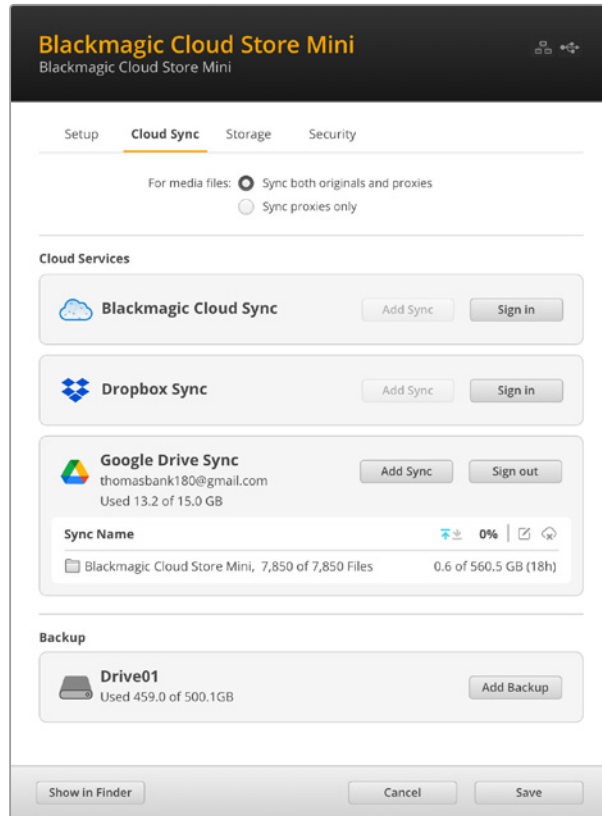 Blackmagic Cloud Store Mini
Blackmagic Cloud Store Mini
Setup Cloud Sync Storage Security
For media files: Sync both originals and proxies
Sync proxies only
Cloud Services
Blackmagic Cloud Sync Add Sync Sign in
Dropbox Sync Add Sync Sign in
Google Drive Sync
thomasbank180@gmail.com
Used 13.2 of 15.0 GB
Add Sync Sign out
Sync Name 0%
Blackmagic Cloud Store Mini, 7,850 of 7,850 Files 0.6 of 560.5 GB (18h)
Backup
Drive01
Used 459.0 of 500.1GB
Add Backup
Show in Finder Cancel Save